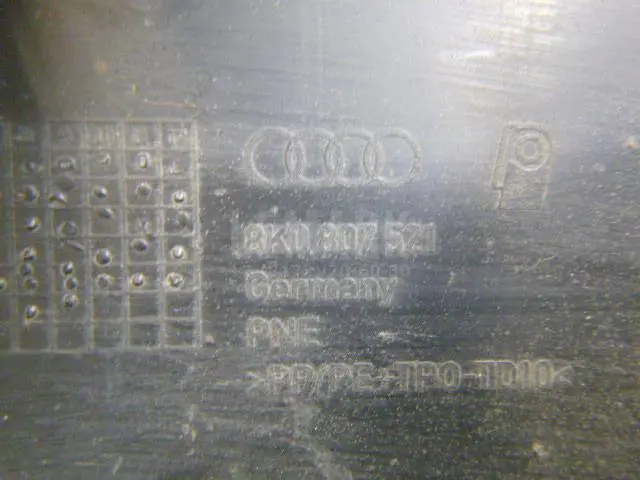 8K0 807 521
Germany
PNE
>PP/PE+TPO-TD10<